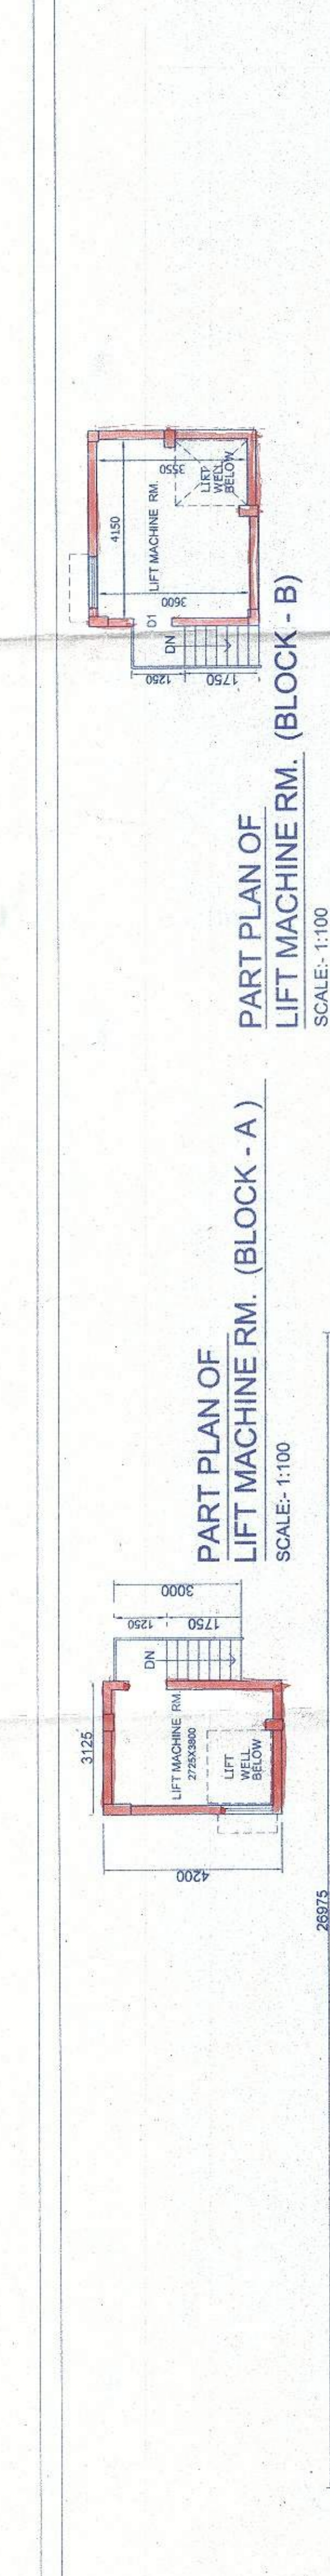 4150
3550
LIFT MACHINE RM.
LIFT
WELL
BELOW
3600
D1
DN
1250
1750
PART PLAN OF
LIFT MACHINE RM. (BLOCK - B)
SCALE:- 1:100
PART PLAN OF
LIFT MACHINE RM. (BLOCK - A )
SCALE:- 1:100
3000
1250
1750
DN
3125
LIFT MACHINE RM.
2725X3800
LIFT
WELL
BELOW
4200
26975